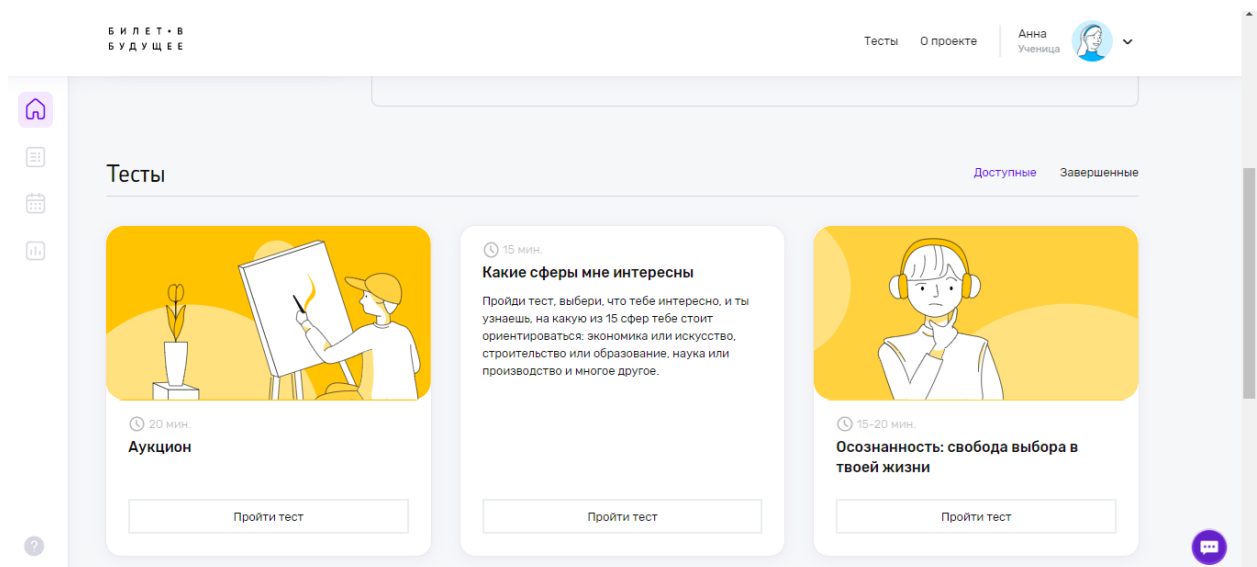 БИЛЕТ•В
БУДУЩЕЕ
Тесты О проекте
Анна
Ученица
Тесты
Доступные Завершенные
20 мин.
Аукцион
Пройти тест
15 мин.
Какие сферы мне интересны
Пройди тест, выбери, что тебе интересно, и ты
узнаешь, на какую из 15 сфер тебе стоит
ориентироваться: экономика или искусство,
строительство или образование, наука или
производство и многое другое.
Пройти тест
15-20 мин.
Осознанность: свобода выбора в
твоей жизни
Пройти тест
?